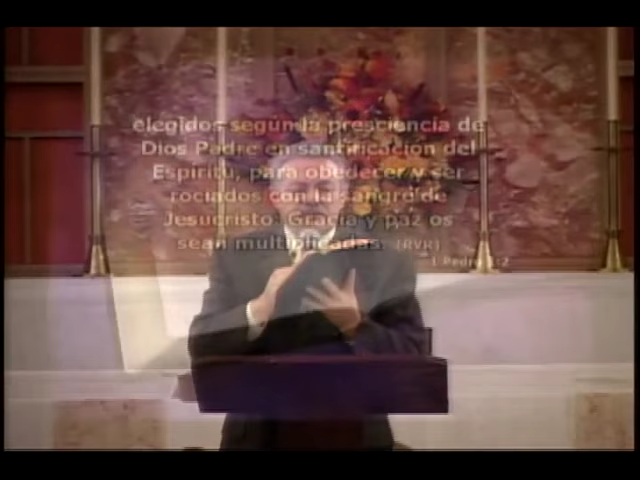 elegidos según la presciencia de
Dios Padre en santificación del
Espíritu, para obedecer y ser
rociados con la sangre de
Jesucristo: Gracia y paz os
sean multiplicadas. (RVR)
1 Pedro 1:2